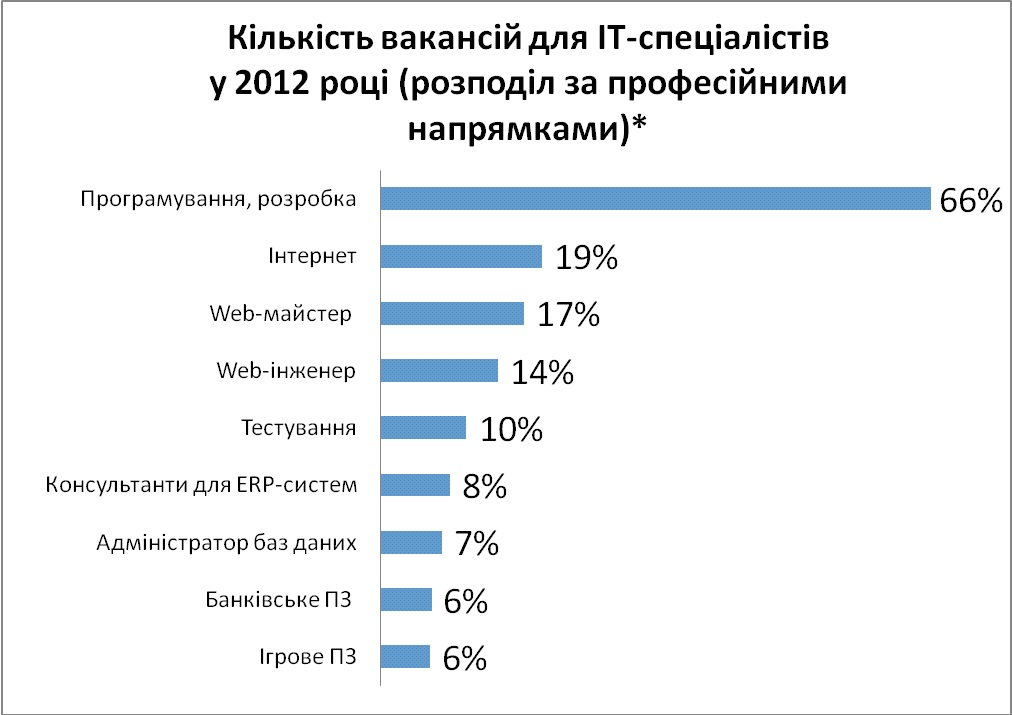 Кількість вакансій для ІТ-спеціалістів
у 2012 році (розподіл за професійними
напрямками)*
Програмування, розробка 66%
Інтернет 19%
Web-майстер 17%
Web-інженер 14%
Тестування 10%
Консультанти для ERP-систем 8%
Адміністратор баз даних 7%
Банківське ПЗ 6%
Ігрове ПЗ 6%